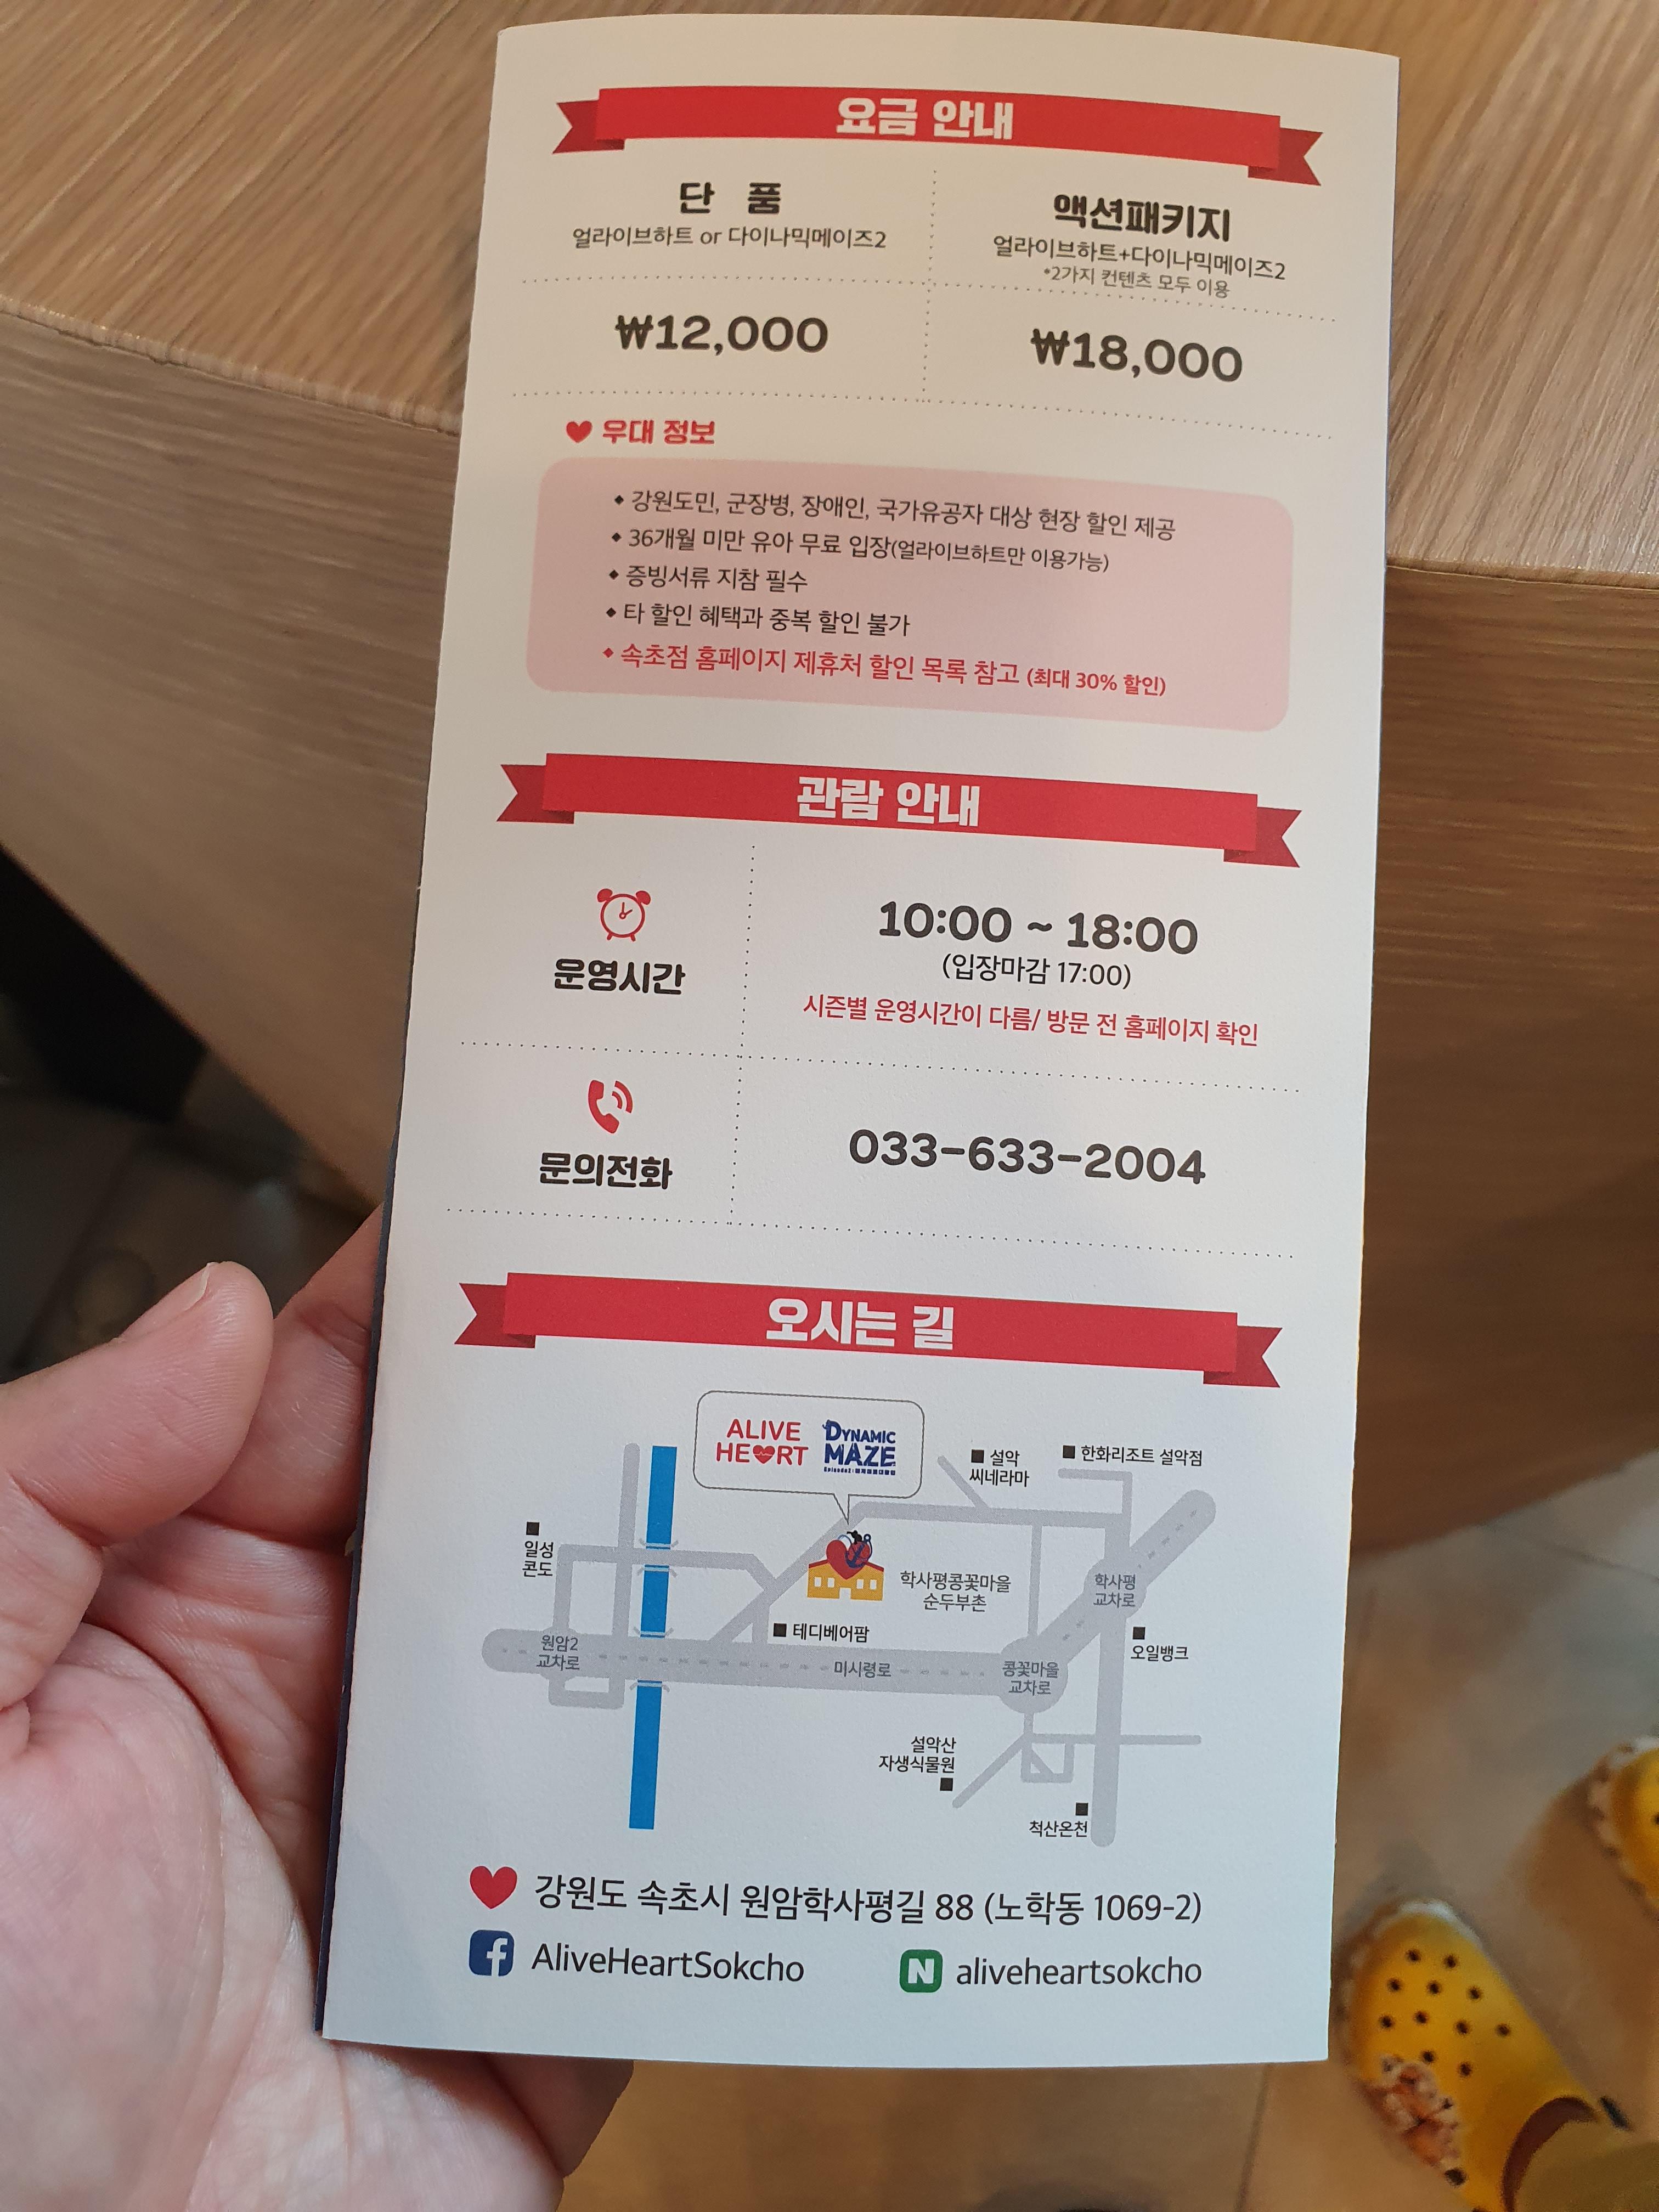 요금 안내
단 품
얼라이브하트 or 다이나믹메이즈2
액션패키지
얼라이브하트+다이나믹메이즈2
*2가지 컨텐츠 모두 이용
₩12,000
₩18,000
우대 정보
◆ 강원도민, 군장병, 장애인, 국가유공자 대상 현장 할인 제공
◆ 36개월 미만 유아 무료 입장(얼라이브하트만 이용가능)
◆ 증빙서류 지참 필수
◆ 타 할인 혜택과 중복 할인 불가
◆ 속초점 홈페이지 제휴처 할인 목록 참고 (최대 30% 할인)
관람 안내
운영시간
10:00 ~ 18:00
(입장마감 17:00)
시즌별 운영시간이 다름/ 방문 전 홈페이지 확인
문의전화
033-633-2004
오시는 길
ALIVE
HE RT
DYNAMIC
MAZE
설악
씨네라마
한화리조트 설악점
일성
콘도
학사평콩꽃마을
순두부촌
학사평
교차로
테디베어팜
오일뱅크
원암2
교차로
미시령로
콩꽃마을
교차로
설악산
자생식물원
척산온천
강원도 속초시 원암학사평길 88 (노학동 1069-2)
f AliveHeartSokcho
N aliveheartsokcho